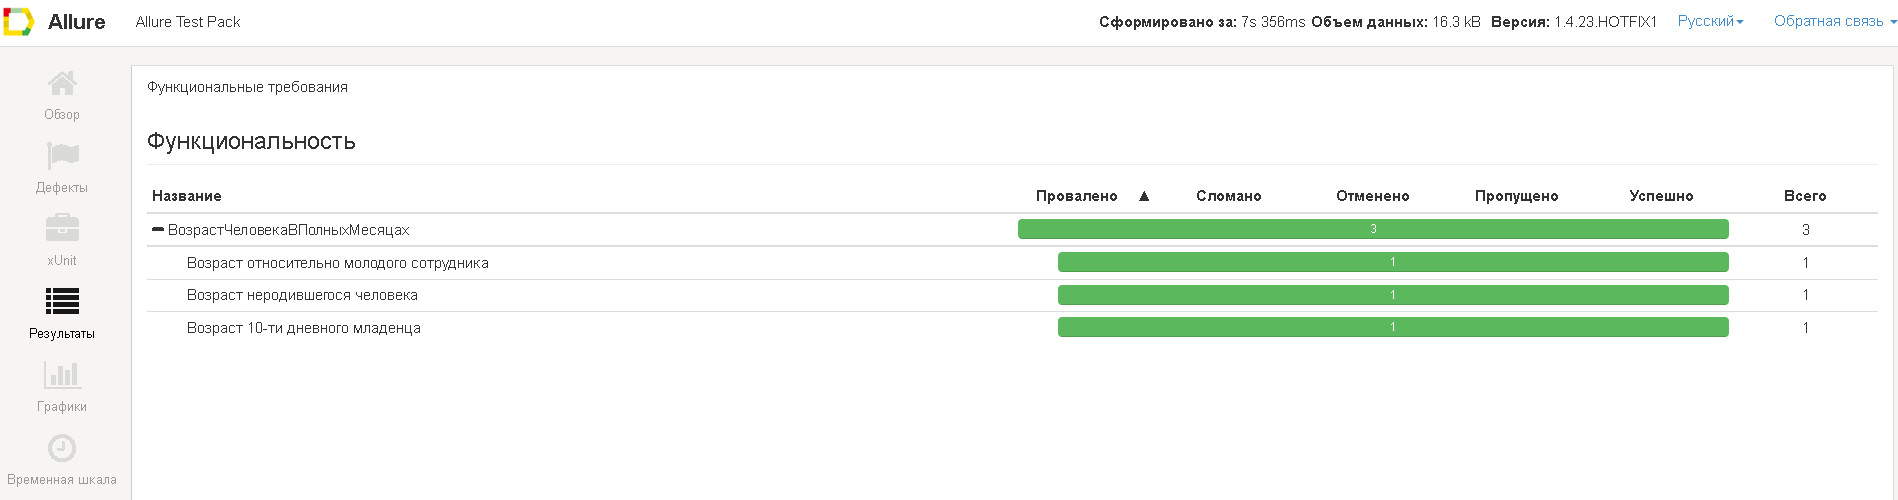 Allure Allure Test Pack Сформировано за: 7s 356ms Объем данных: 16.3 kB Версия: 1.4.23.HOTFIX1 Русский Обратная связь
Обзор
Дефекты
xUnit
Результаты
Графики
Временная шкала
Функциональные требования
Функциональность
Название Провалено ▲ Сломано Отменено Пропущено Успешно Всего
ВозрастЧеловекаВПолныхМесяцах 3 3
Возраст относительно молодого сотрудника 1 1
Возраст неродившегося человека 1 1
Возраст 10-ти дневного младенца 1 1